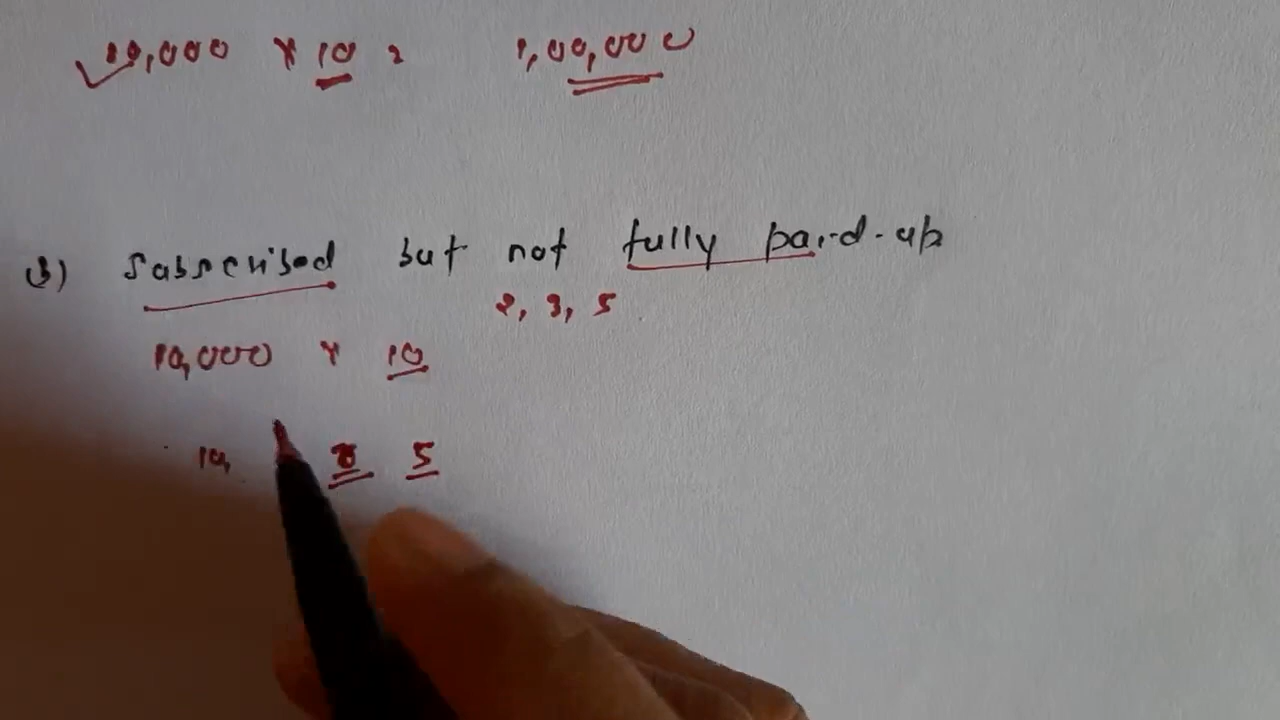 10,000 x 10 = 1,00,000
b) Subscribed but not fully paid-up
2, 3, 5
10,000 x 10
10, 8 5